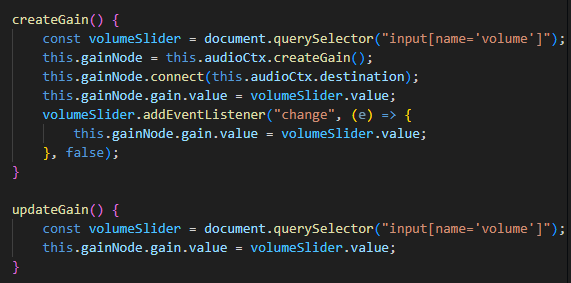 createGain() {
    const volumeSlider = document.querySelector("input[name='volume']");
    this.gainNode = this.audioCtx.createGain();
    this.gainNode.connect(this.audioCtx.destination);
    this.gainNode.gain.value = volumeSlider.value;
    volumeSlider.addEventListener("change", (e) => {
        this.gainNode.gain.value = volumeSlider.value;
    }, false);
}

updateGain() {
    const volumeSlider = document.querySelector("input[name='volume']");
    this.gainNode.gain.value = volumeSlider.value;
}